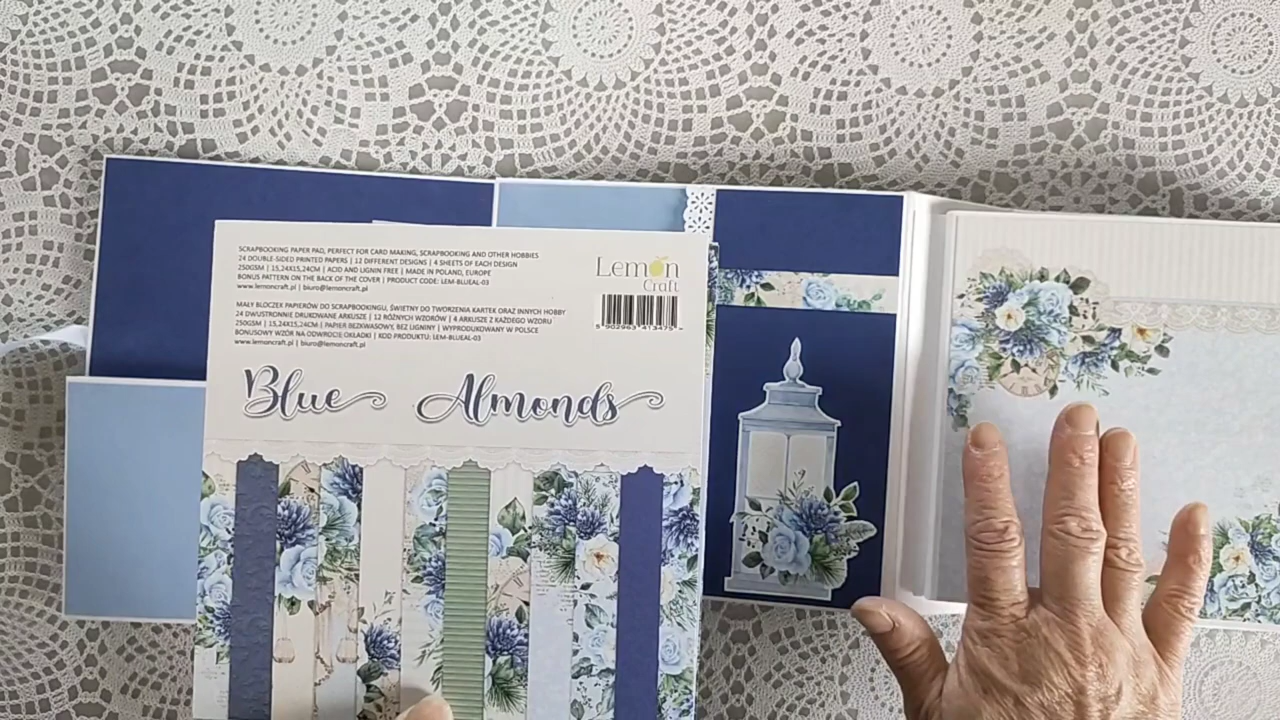 SCRAPBOOKING PAPER PAD, PERFECT FOR CARD MAKING, SCRAPBOOKING AND OTHER HOBBIES
24 DOUBLE-SIDED PRINTED PAPERS | 12 DIFFERENT DESIGNS | 4 SHEETS OF EACH DESIGN
250GSM | 15,24X15,24CM | ACID AND LIGNIN FREE | MADE IN POLAND, EUROPE
BONUS PATTERN ON THE BACK OF THE COVER | PRODUCT CODE: LEM-BLUEAL-03
www.lemoncraft.pl | biuro@lemoncraft.pl
Lemon
Craft
5902963 413475
MAŁY BLOCZEK PAPIERÓW DO SCRAPBOOKINGU, ŚWIETNY DO TWORZENIA KARTEK ORAZ INNYCH HOBBY
24 DWUSTRONNIE DRUKOWANE ARKUSZE | 12 RÓŻNYCH WZORÓW | 4 ARKUSZE Z KAŻDEGO WZORU
250GSM | 15,24X15,24CM | PAPIER BEZKWASOWY, BEZ LIGNINY | WYPRODUKOWANY W POLSCE
BONUSOWY WZÓR NA ODWROCIE OKŁADKI | KOD PRODUKTU: LEM-BLUEAL-03
www.lemoncraft.pl | biuro@lemoncraft.pl
Blue Almonds